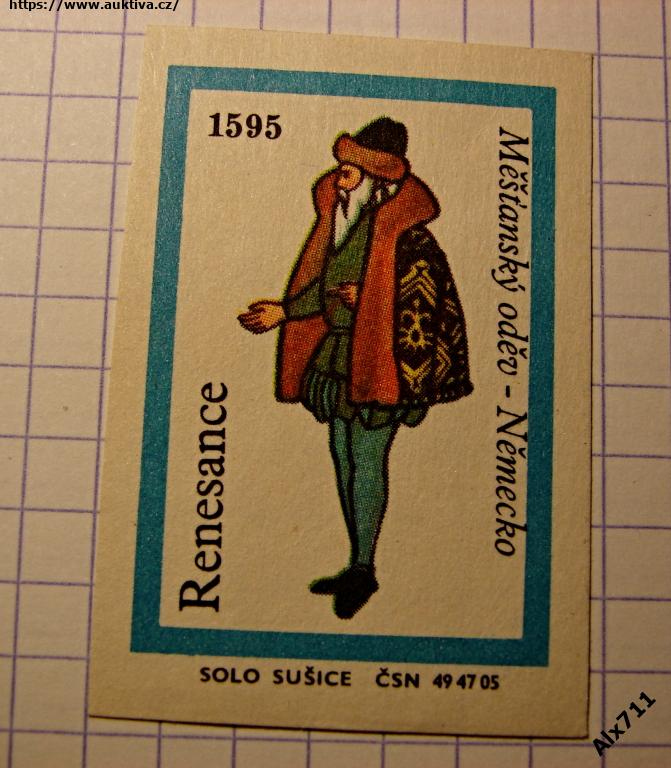 https://www.auktiva.cz/
1595
Měšťanský oděv - Německo
Renesance
SOLO SUŠICE ČSN 49 47 05
Alx711